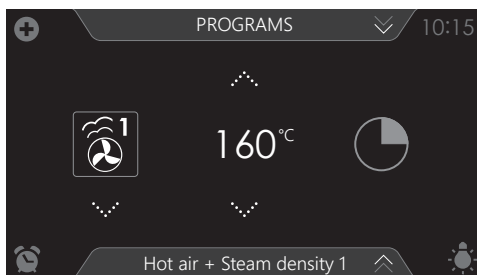 PROGRAMS
10:15
1
160°C
Hot air + Steam density 1